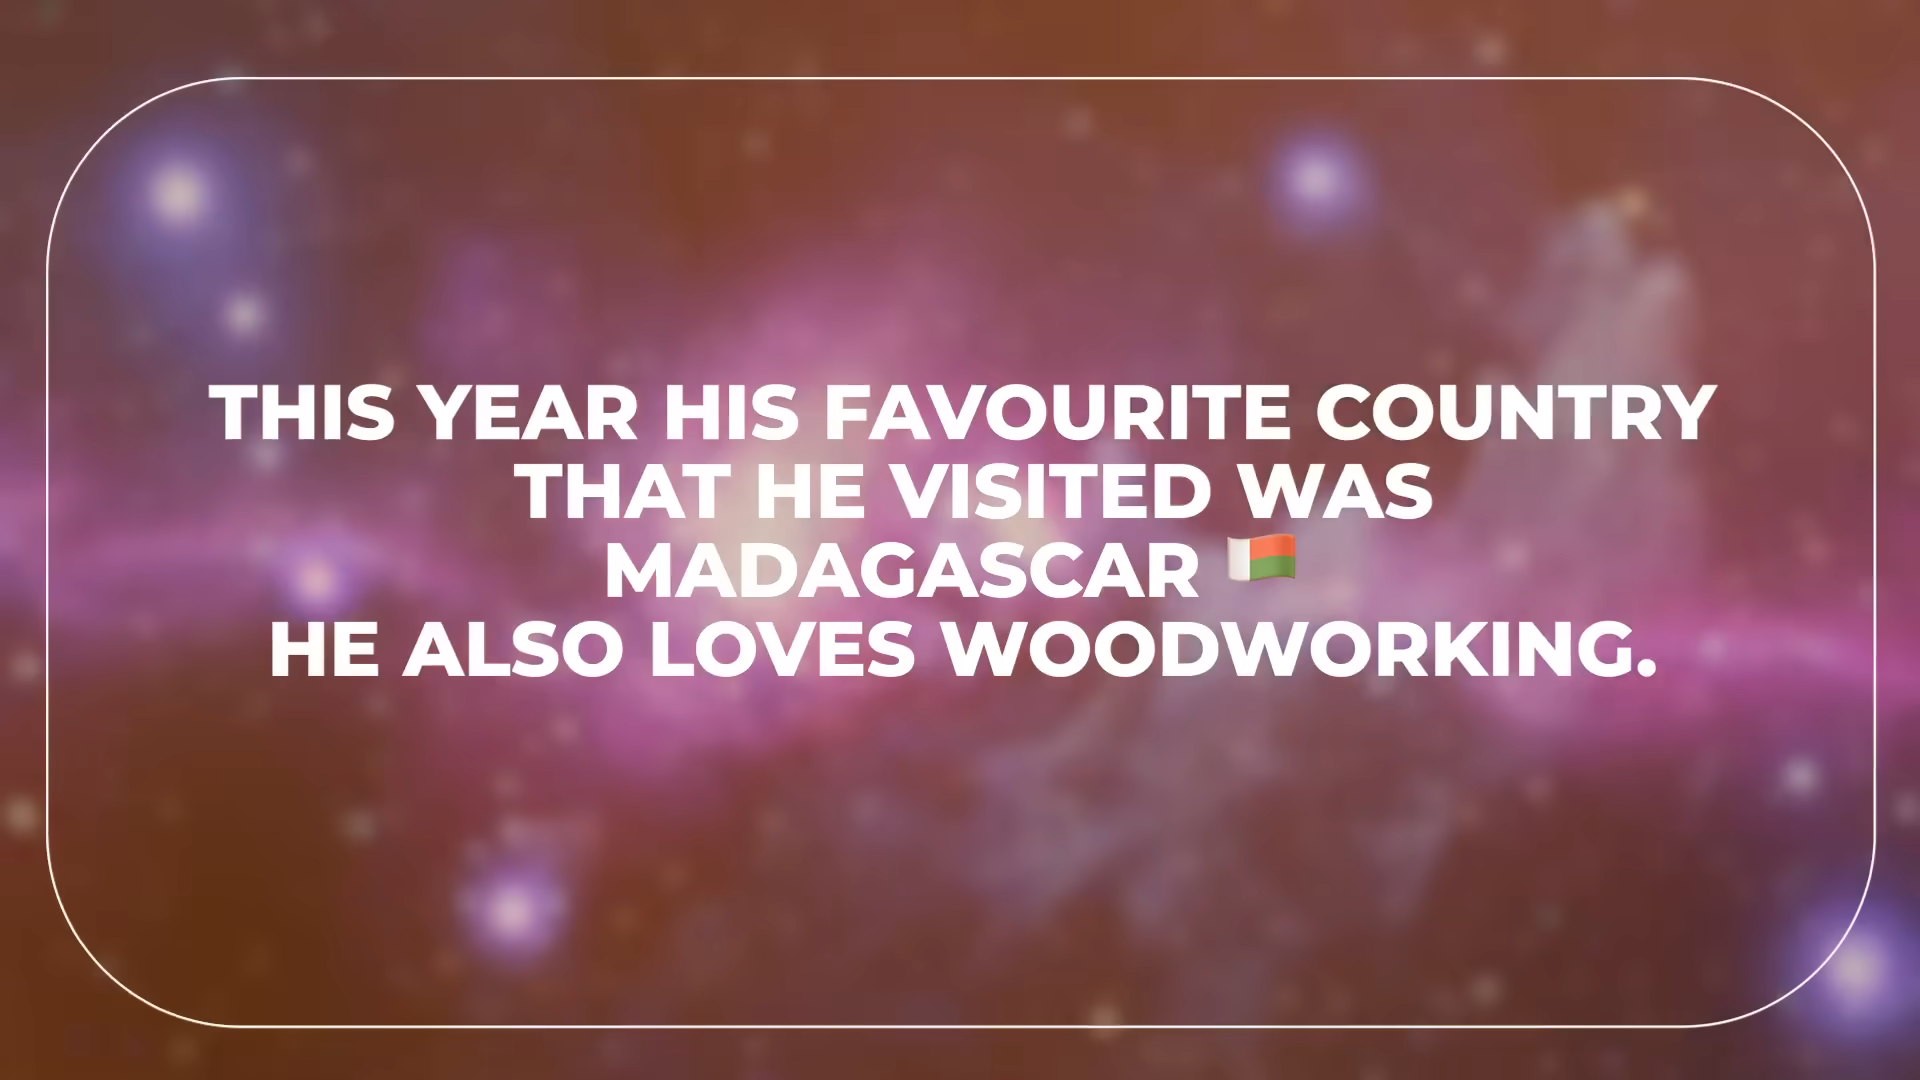 THIS YEAR HIS FAVOURITE COUNTRY
THAT HE VISITED WAS
MADAGASCAR 🇲🇬
HE ALSO LOVES WOODWORKING.